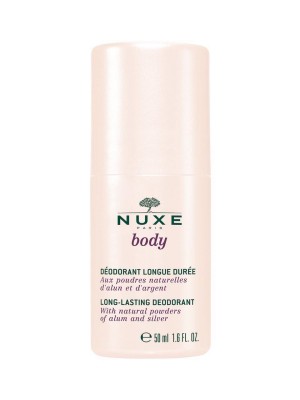 NUXE
PARIS
body
DÉODORANT LONGUE DURÉE
Aux poudres naturelles
d'alun et d'argent
LONG-LASTING DEODORANT
With natural powders
of alum and silver
℮ 50 ml 1.6 FL. OZ.